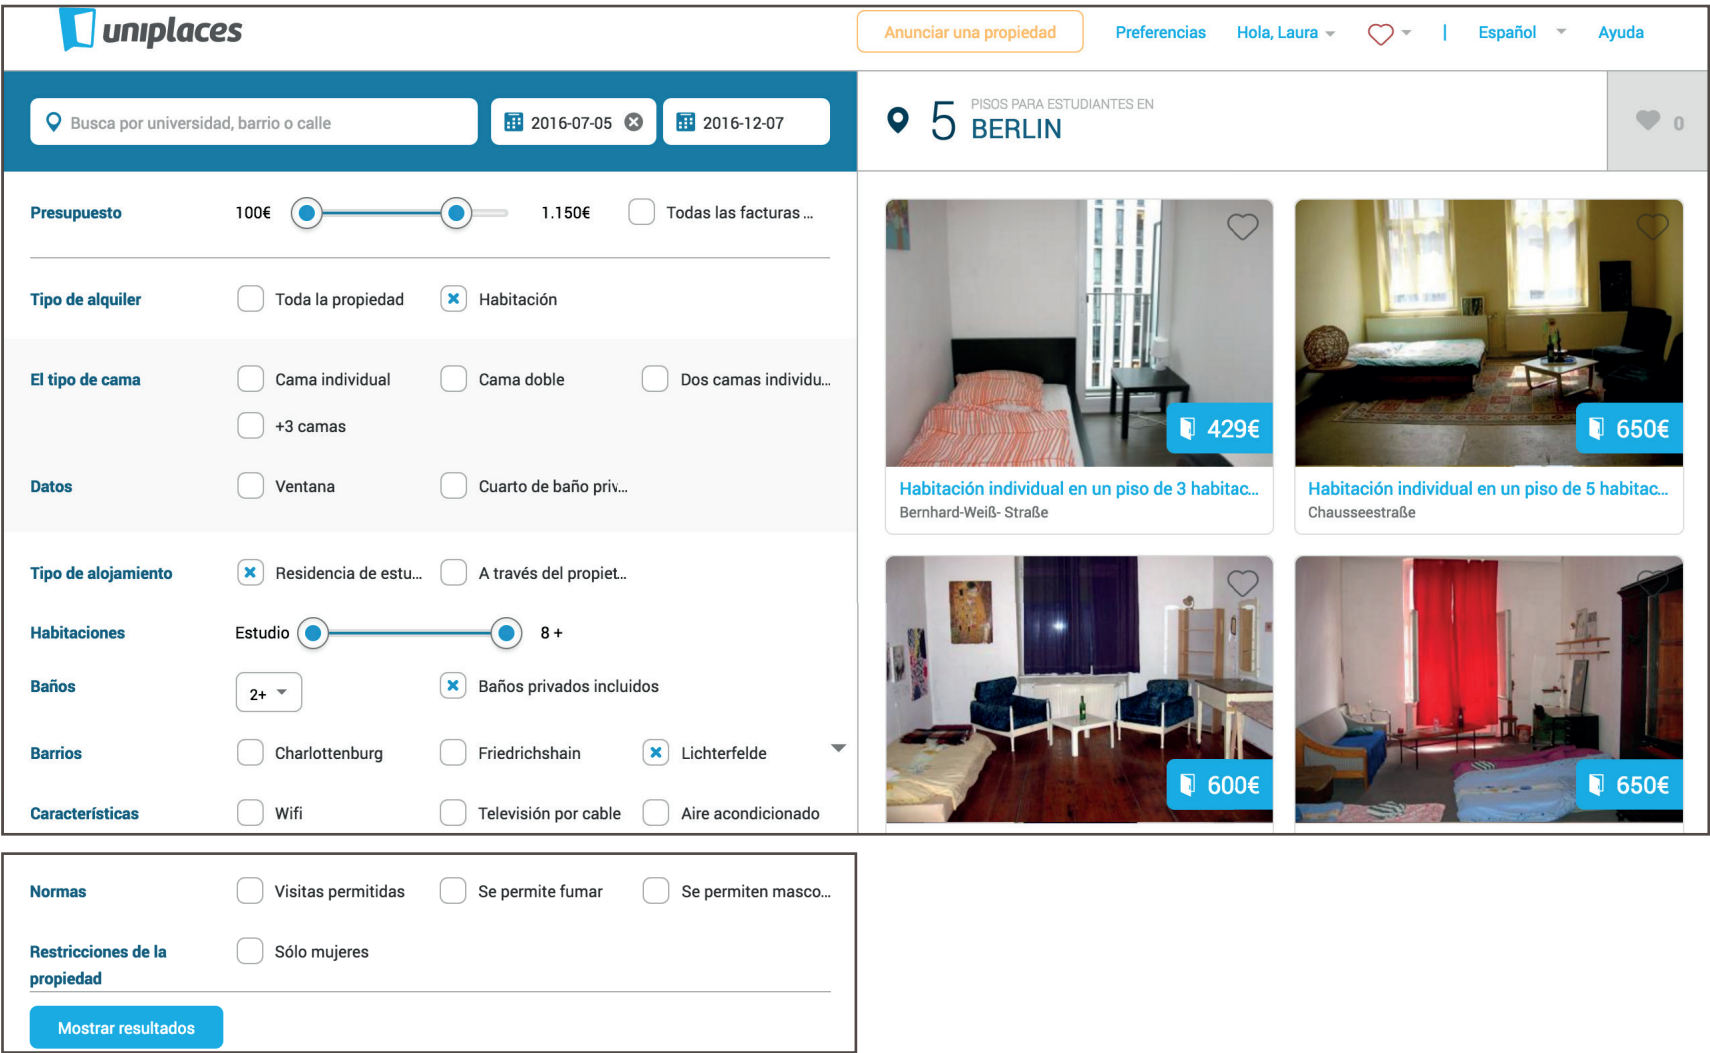 uniplaces
Anunciar una propiedad Preferencias Hola, Laura | Español Ayuda
Busca por universidad, barrio o calle 2016-07-05 2016-12-07
5 PISOS PARA ESTUDIANTES EN
BERLIN
0
Presupuesto 100€ 1.150€ Todas las facturas ...
Tipo de alquiler Toda la propiedad Habitación
El tipo de cama Cama individual Cama doble Dos camas individu...
+3 camas
Datos Ventana Cuarto de baño priv...
Tipo de alojamiento Residencia de estu... A través del propiet...
Habitaciones Estudio 8 +
Baños 2+ Baños privados incluidos
Barrios Charlottenburg Friedrichshain Lichterfelde
Características Wifi Televisión por cable Aire acondicionado
429€
Habitación individual en un piso de 3 habitac...
Bernhard-Weiß- Straße
650€
Habitación individual en un piso de 5 habitac...
Chausseestraße
600€
650€
Normas Visitas permitidas Se permite fumar Se permiten masco...
Restricciones de la Sólo mujeres
propiedad
Mostrar resultados